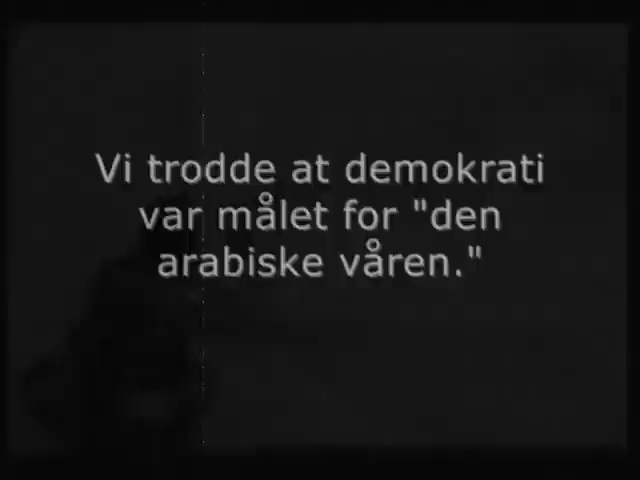 Vi trodde at demokrati
var målet for "den
arabiske våren."